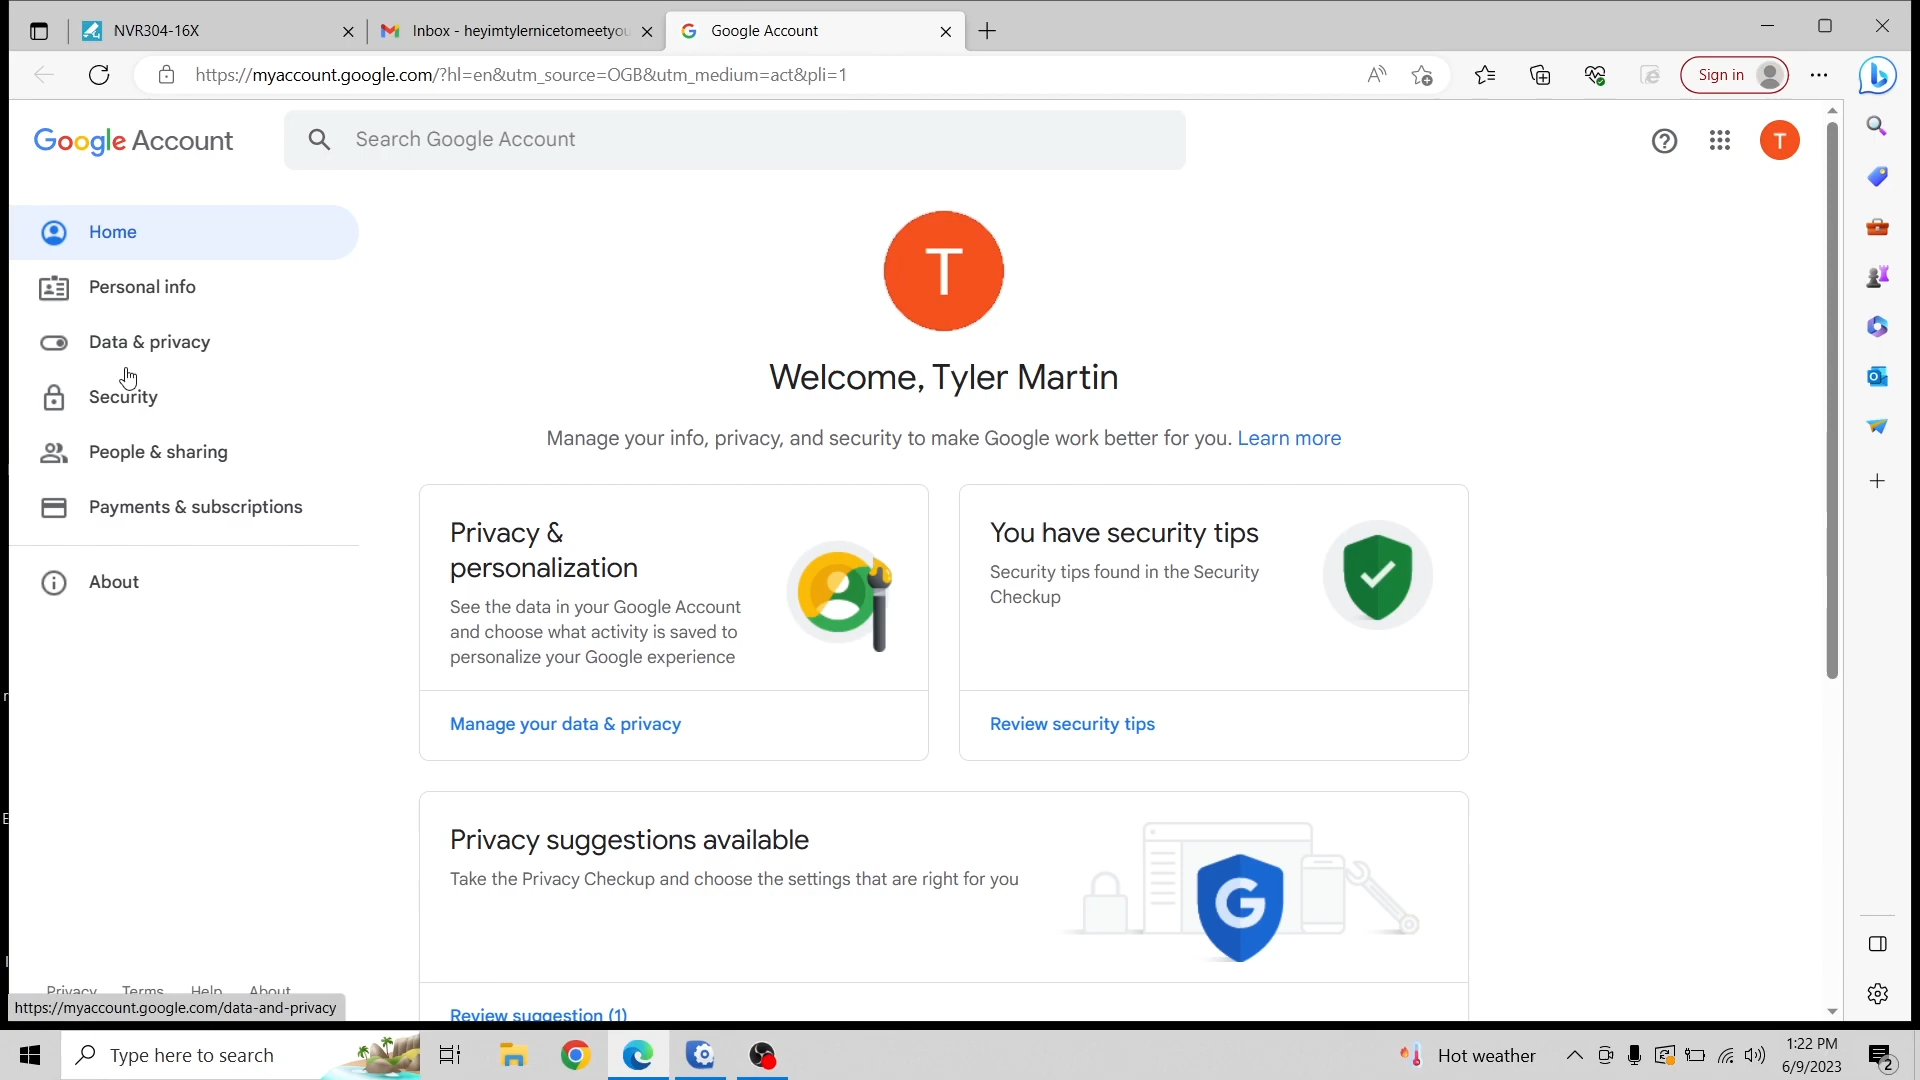 NVR304-16X
Inbox - heyimtylernicetomeetyou
Google Account
https://myaccount.google.com/?hl=en&utm_source=OGB&utm_medium=act&pli=1
Sign in
Google Account
Search Google Account
T
Home
Personal info
Data & privacy
Security
People & sharing
Payments & subscriptions
About
T
Welcome, Tyler Martin
Manage your info, privacy, and security to make Google work better for you. Learn more
Privacy &
personalization
See the data in your Google Account
and choose what activity is saved to
personalize your Google experience
Manage your data & privacy
You have security tips
Security tips found in the Security
Checkup
Review security tips
Privacy suggestions available
Take the Privacy Checkup and choose the settings that are right for you
G
Review suggestion (1)
Privacy Terms Help About
https://myaccount.google.com/data-and-privacy
Type here to search
Hot weather
1:22 PM
6/9/2023
2